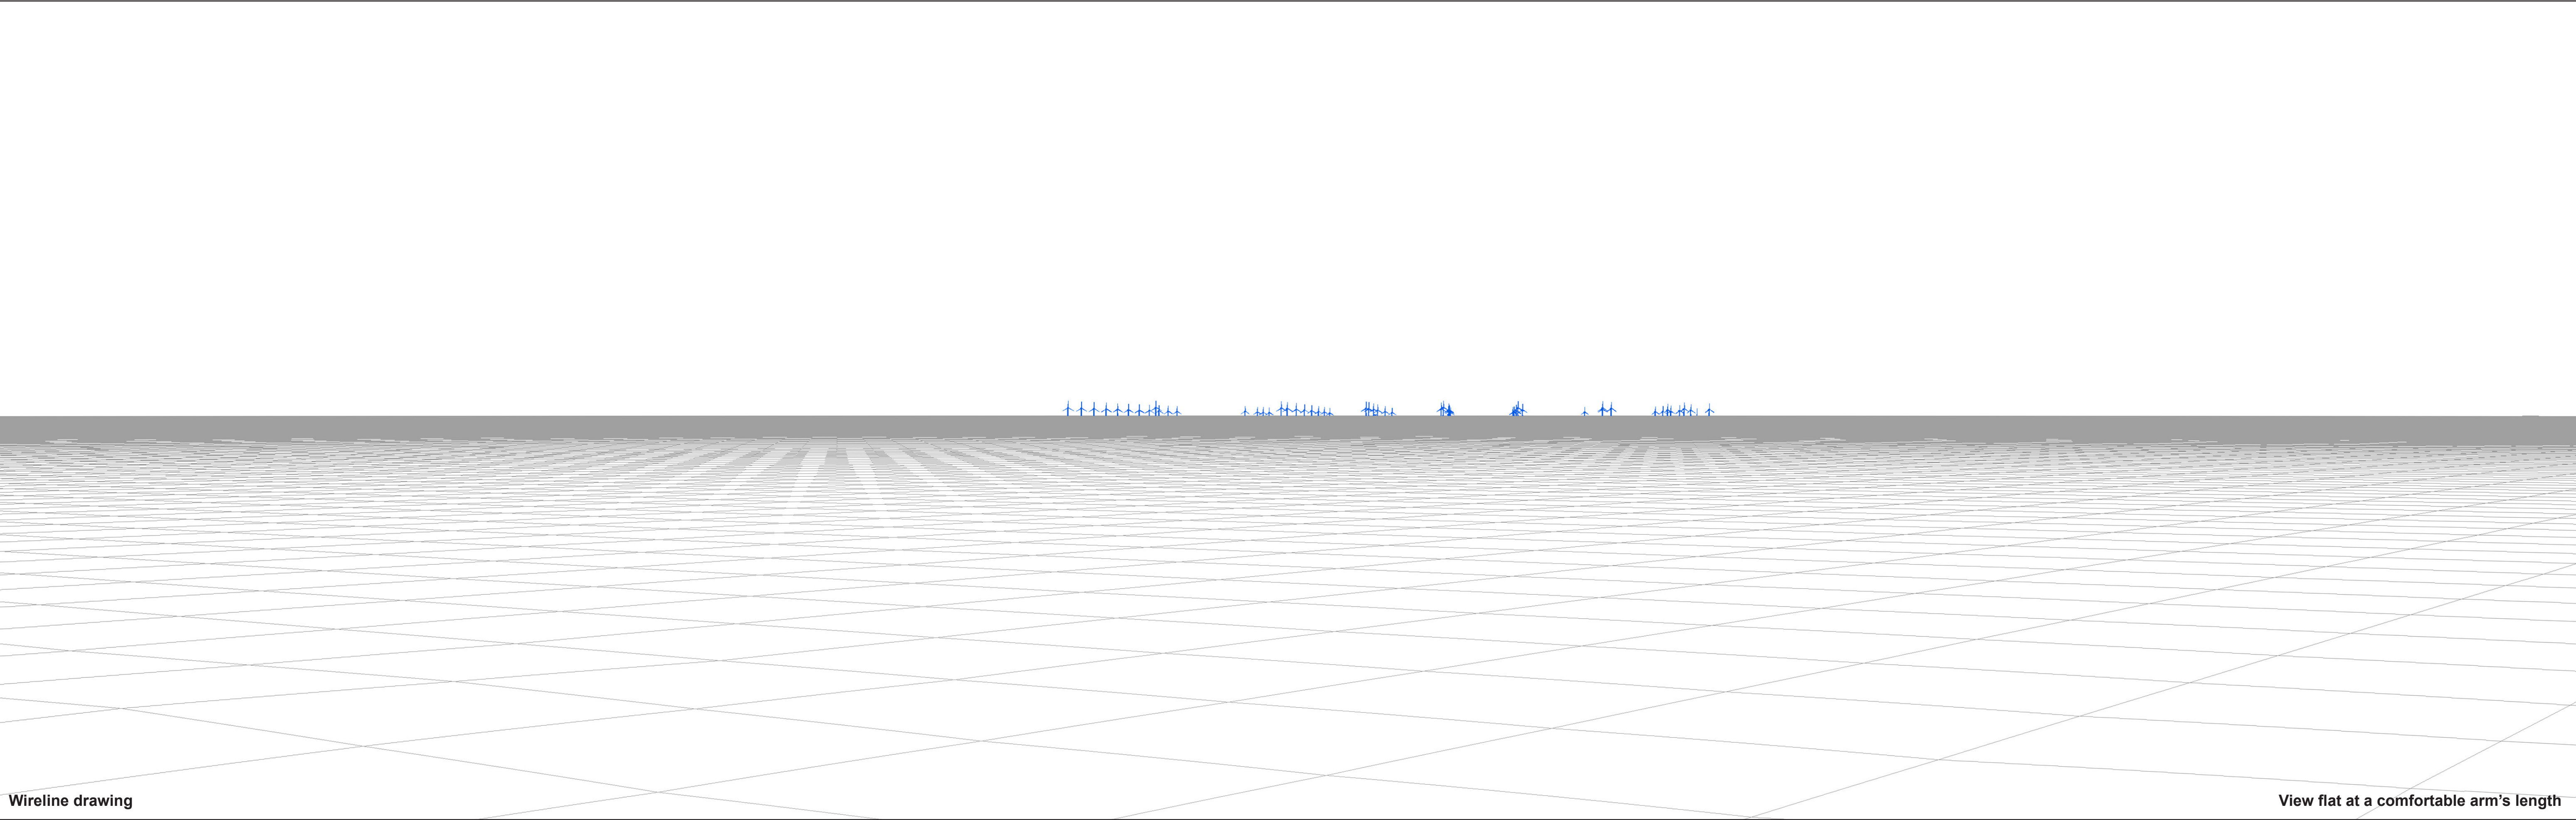 Wireline drawing
View flat at a comfortable arm’s length